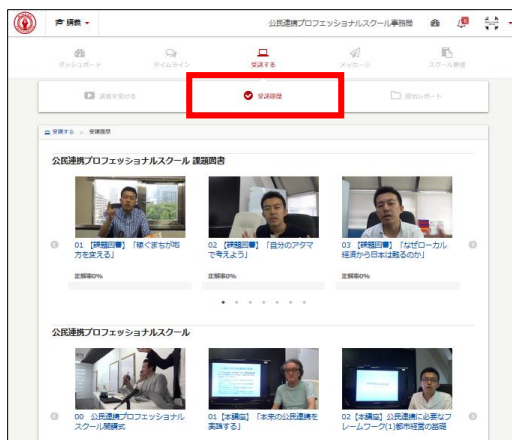 講義
公民連携プロフェッショナルスクール事務局
ダッシュボード
タイムライン
受講する
メッセージ
スクール管理
講義を受ける
受講履歴
提出レポート
受講する > 受講履歴
公民連携プロフェッショナルスクール 課題図書
01 【課題図書】「稼ぐまちが地
方を変える」
正解率0%
02 【課題図書】「自分のアタマ
で考えよう」
正解率0%
03 【課題図書】「なぜローカル
経済から日本は甦るのか」
正解率0%
公民連携プロフェッショナルスクール
00 公民連携プロフェッショナル
スクール開講式
01【本講座】「本来の公民連携を
実践する」
02【本講座】公民連携に必要なフ
レームワーク(1)都市経営の基礎